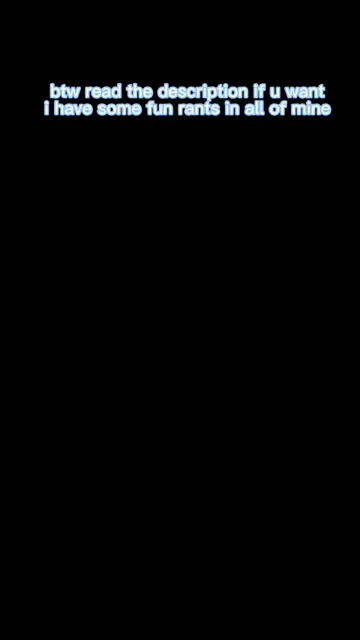 btw read the description if u want
i have some fun rants in all of mine